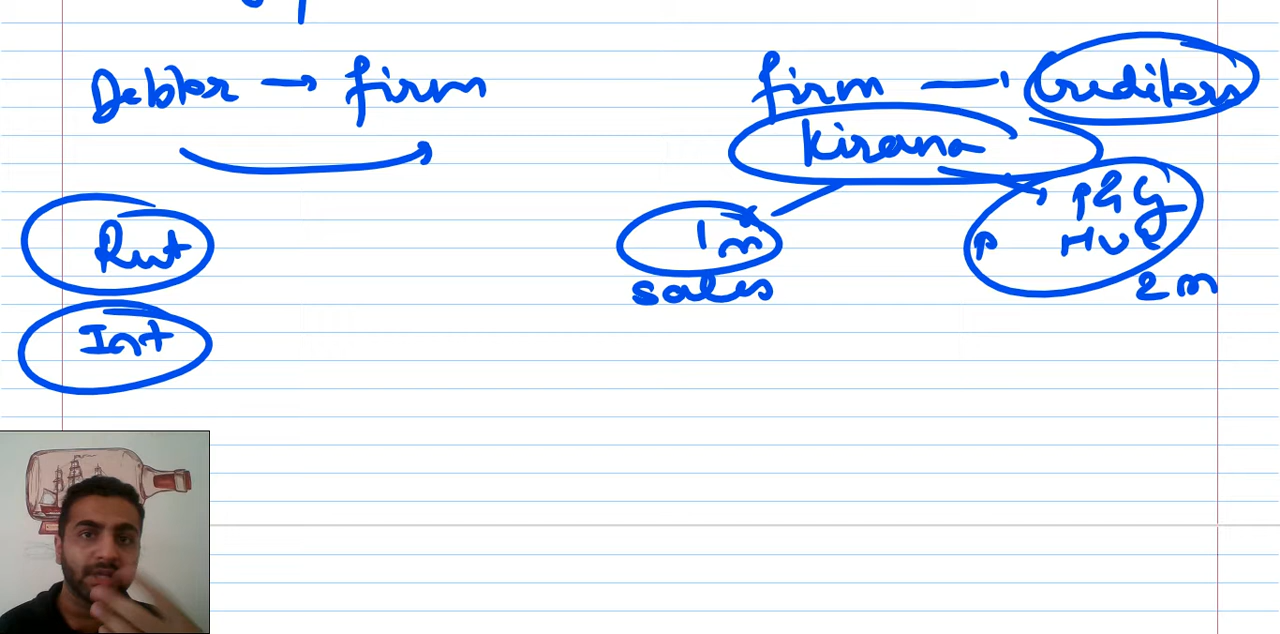 Debtor → firm
firm → Creditors
Kirana
P&G
HUL
2m
1m
sales
Rent
Int